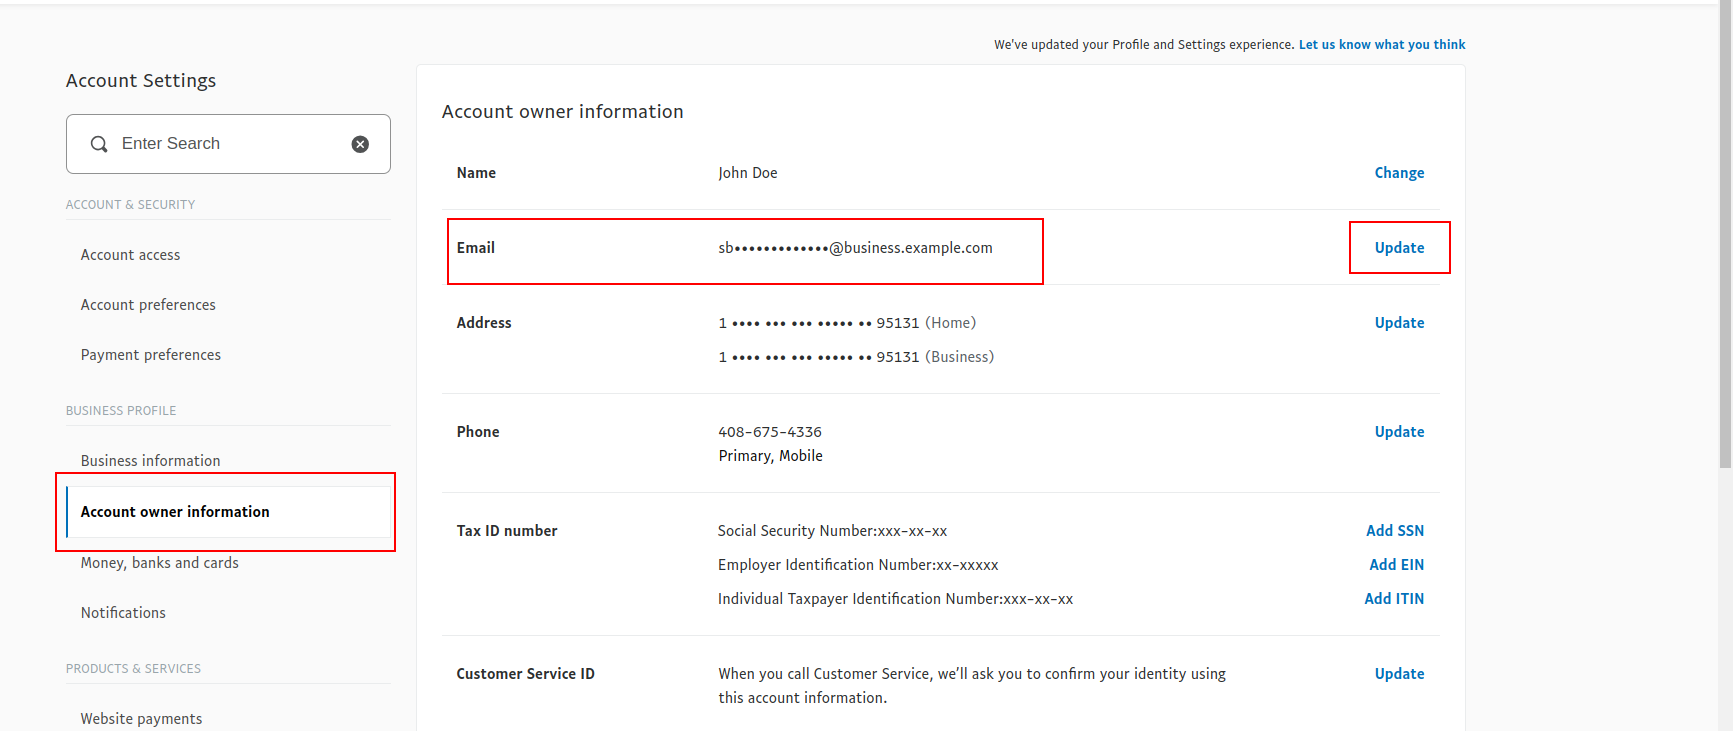 We've updated your Profile and Settings experience. Let us know what you think
Account Settings
Enter Search
ACCOUNT & SECURITY
Account access
Account preferences
Payment preferences
BUSINESS PROFILE
Business information
Account owner information
Money, banks and cards
Notifications
PRODUCTS & SERVICES
Website payments
Account owner information
Name John Doe Change
Email sb•••••••••••••@business.example.com Update
Address 1 •••• ••• ••• ••••• •• 95131 (Home) Update
1 •••• ••• ••• ••••• •• 95131 (Business)
Phone 408-675-4336 Update
Primary, Mobile
Tax ID number Social Security Number:xxx-xx-xx Add SSN
Employer Identification Number:xx-xxxxx Add EIN
Individual Taxpayer Identification Number:xxx-xx-xx Add ITIN
Customer Service ID When you call Customer Service, we'll ask you to confirm your identity using Update
this account information.